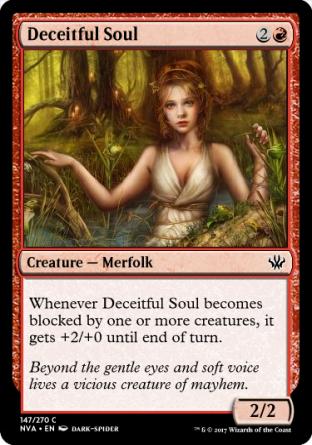 Deceitful Soul 2
Creature — Merfolk
Whenever Deceitful Soul becomes
blocked by one or more creatures, it
gets +2/+0 until end of turn.
Beyond the gentle eyes and soft voice
lives a vicious creature of mayhem.
2/2
147/270 C
NVA • EN DARK-SPIDER
™ & © 2017 Wizards of the Coast